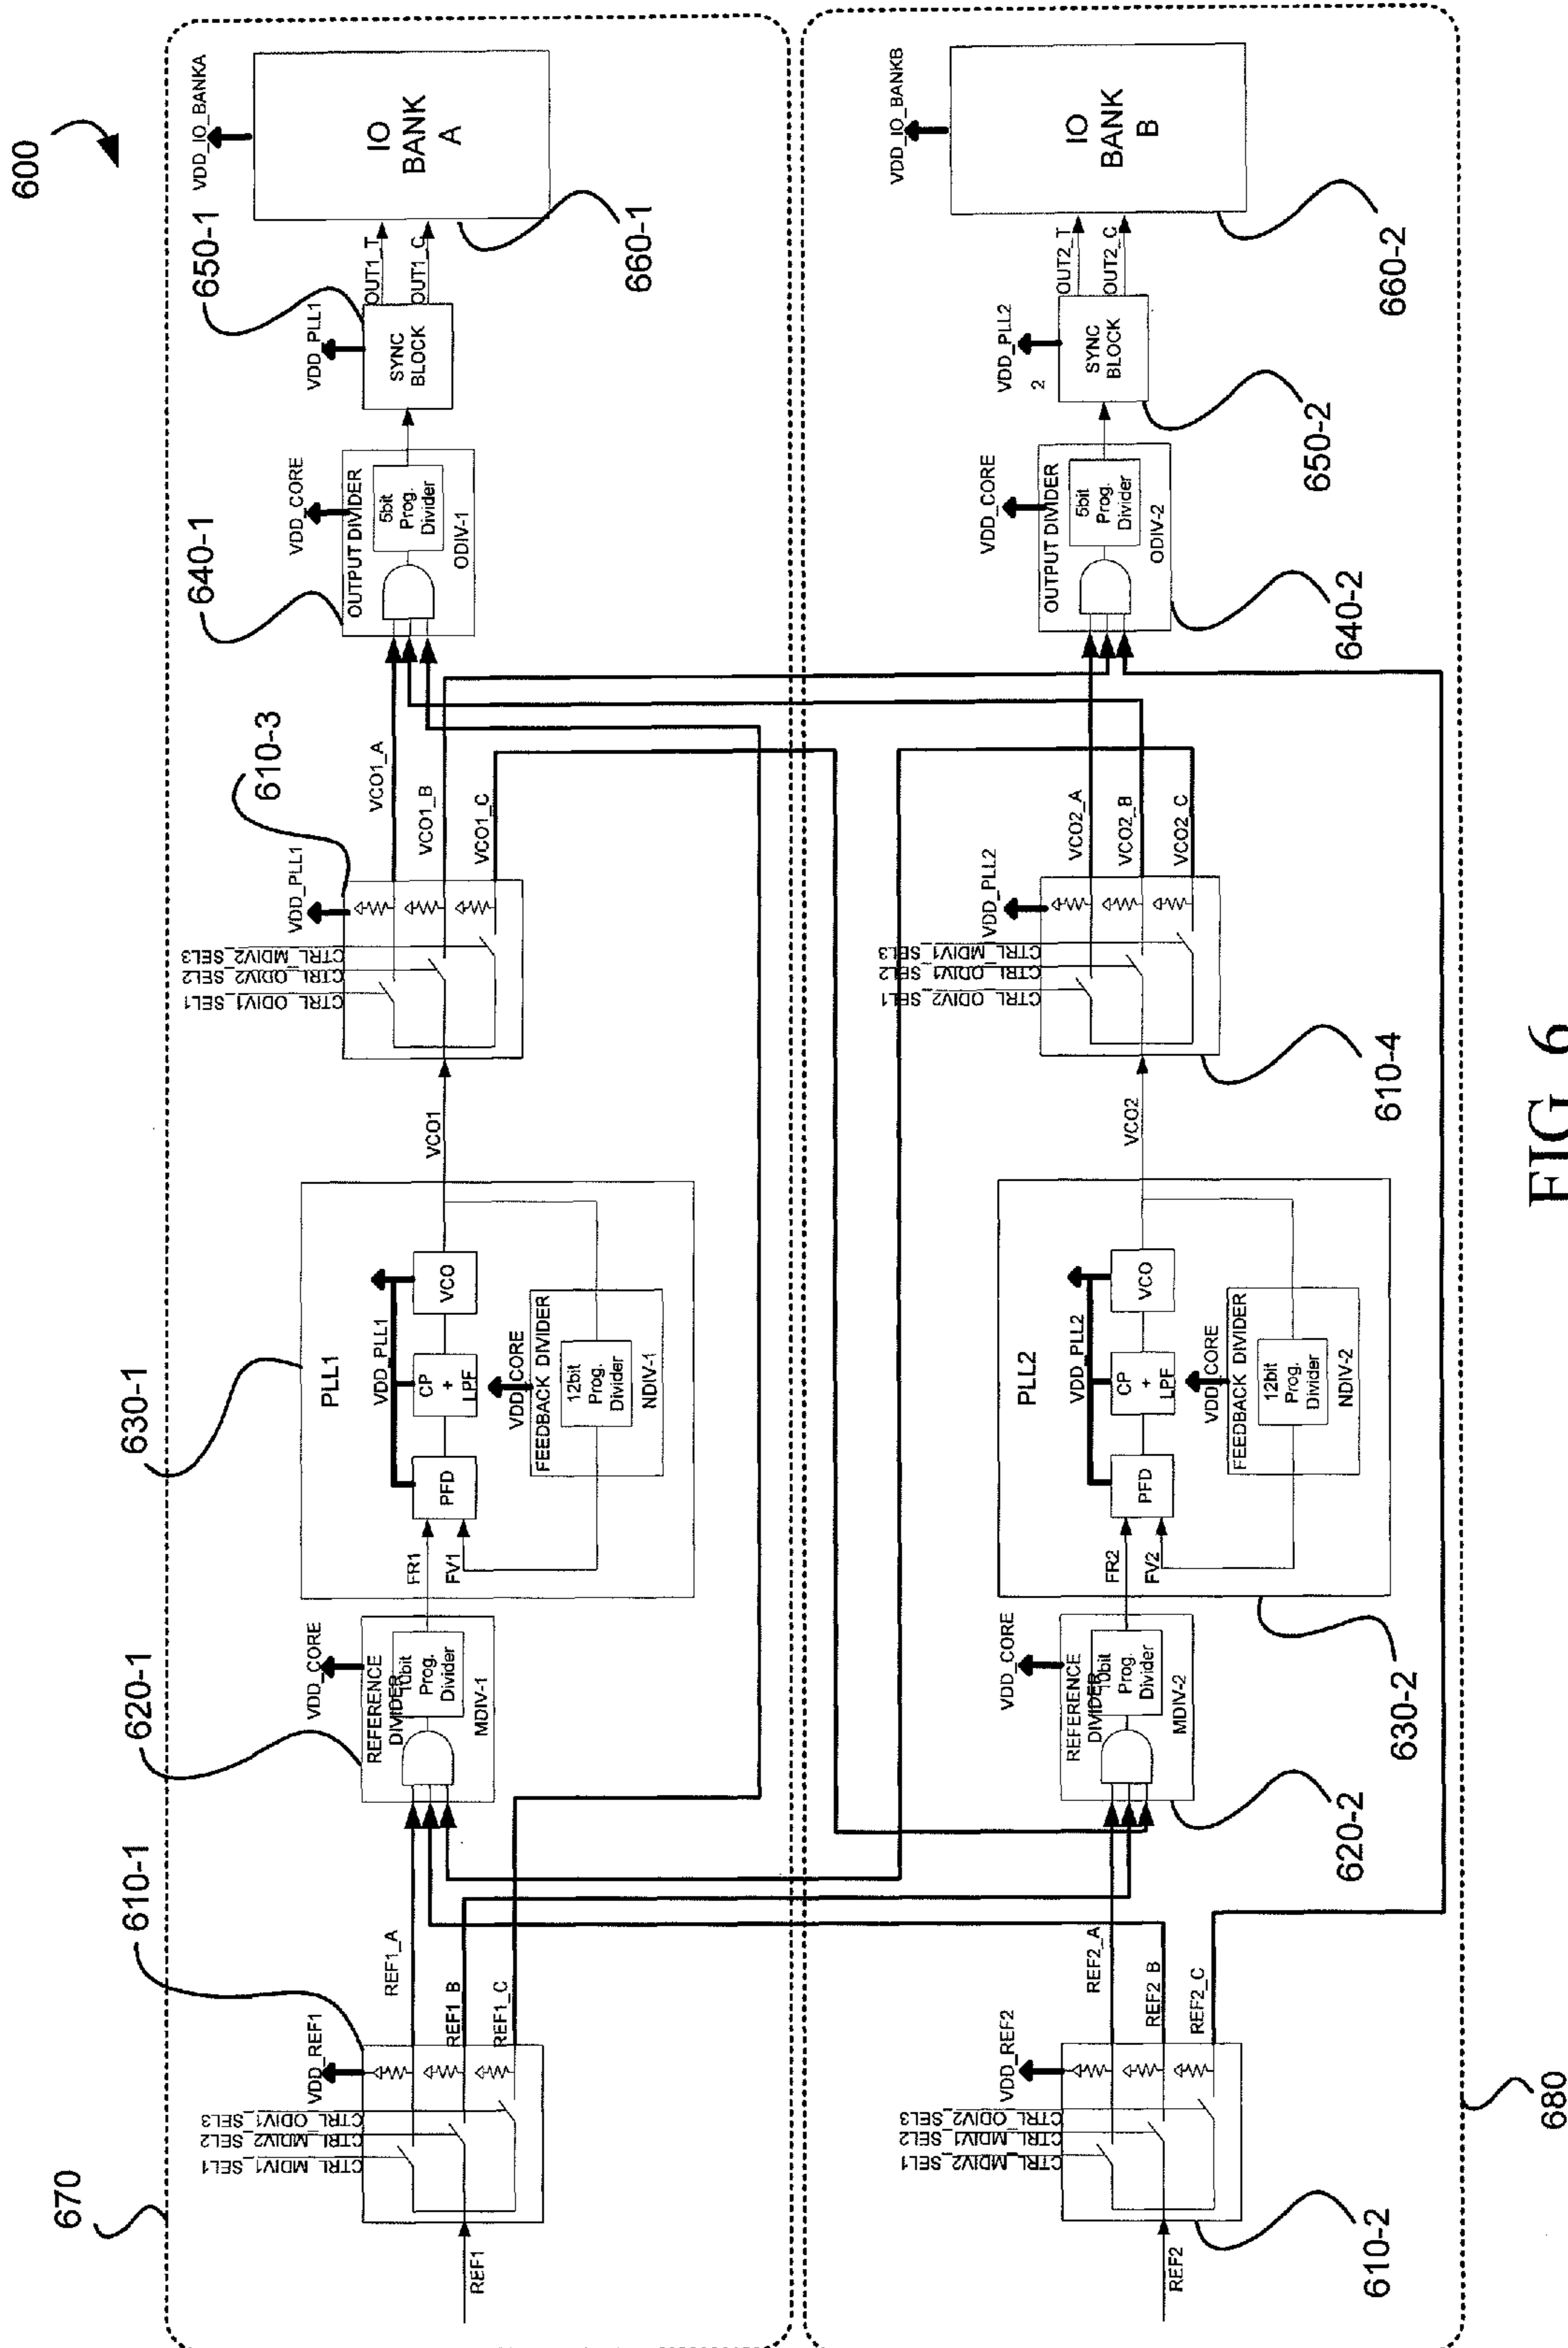 600
670
610-1
620-1
630-1
610-3
640-1
650-1
660-1
REF1
CTRL_MDIV1_SEL1
CTRL_MDIV2_SEL2
CTRL_ODIV1_SEL3
VDD_REF1
REF1_A
REF1_B
REF1_C
VDD_CORE
REFERENCE
DIVIDER
10bit
Prog.
Divider
MDIV-1
FR1
FV1
PLL1
VDD_PLL1
PFD
CP
+
LPF
VCO
VDD_CORE
FEEDBACK DIVIDER
12bit
Prog.
Divider
NDIV-1
VCO1
CTRL_ODIV1_SEL1
CTRL_ODIV2_SEL2
CTRL_MDIV2_SEL3
VDD_PLL1
VCO1_A
VCO1_B
VCO1_C
VDD_CORE
OUTPUT DIVIDER
5bit
Prog.
Divider
ODIV-1
VDD_PLL1
SYNC
BLOCK
OUT1_T
OUT1_C
VDD_IO_BANKA
IO
BANK
A
REF2
CTRL_MDIV2_SEL1
CTRL_MDIV1_SEL2
CTRL_ODIV2_SEL3
VDD_REF2
REF2_A
REF2_B
REF2_C
VDD_CORE
REFERENCE
DIVIDER
10bit
Prog.
Divider
MDIV-2
FR2
FV2
PLL2
VDD_PLL2
PFD
CP
+
LPF
VCO
VDD_CORE
FEEDBACK DIVIDER
12bit
Prog.
Divider
NDIV-2
VCO2
CTRL_ODIV2_SEL1
CTRL_ODIV1_SEL2
CTRL_MDIV1_SEL3
VDD_PLL2
VCO2_A
VCO2_B
VCO2_C
VDD_CORE
OUTPUT DIVIDER
5bit
Prog.
Divider
ODIV-2
VDD_PLL2
2
SYNC
BLOCK
OUT2_T
OUT2_C
VDD_IO_BANKB
IO
BANK
B
610-2
620-2
630-2
610-4
640-2
650-2
660-2
680
FIG. 6